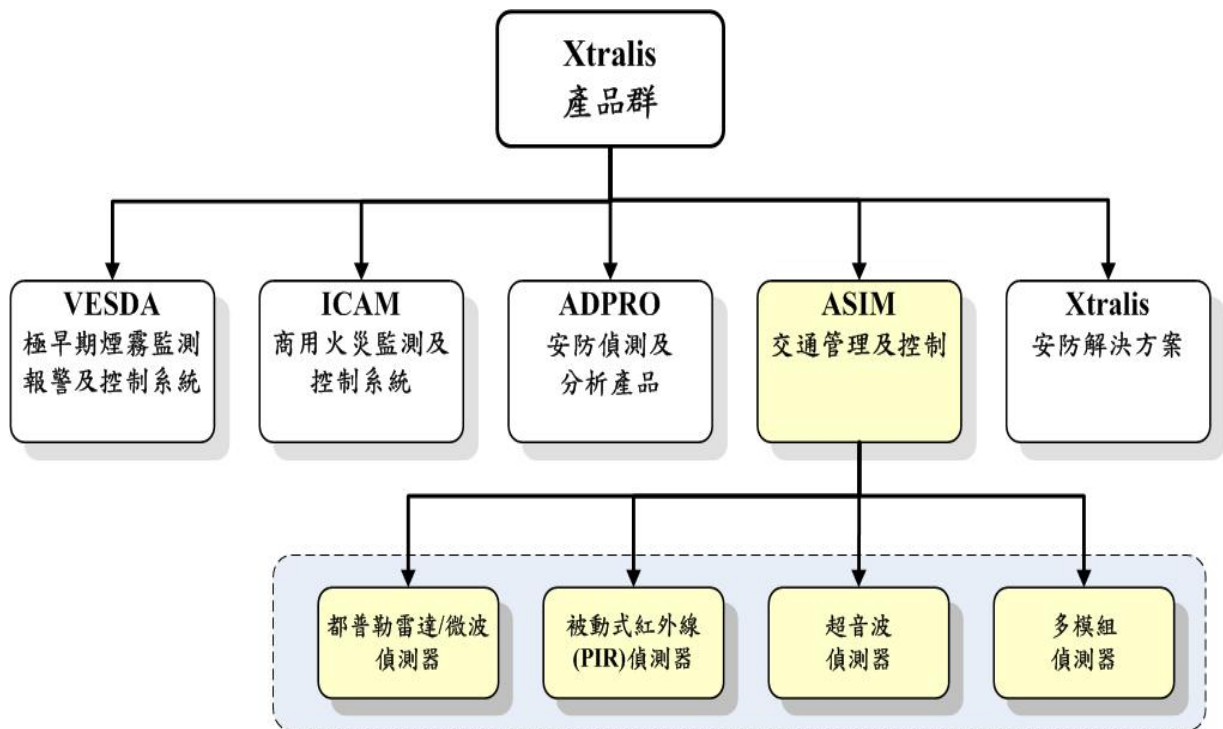 Xtralis
產品群
VESDA
極早期煙霧監測
報警及控制系統
ICAM
商用火災監測及
控制系統
ADPRO
安防偵測及
分析產品
ASIM
交通管理及控制
Xtralis
安防解決方案
都普勒雷達/微波
偵測器
被動式紅外線
(PIR)偵測器
超音波
偵測器
多模組
偵測器